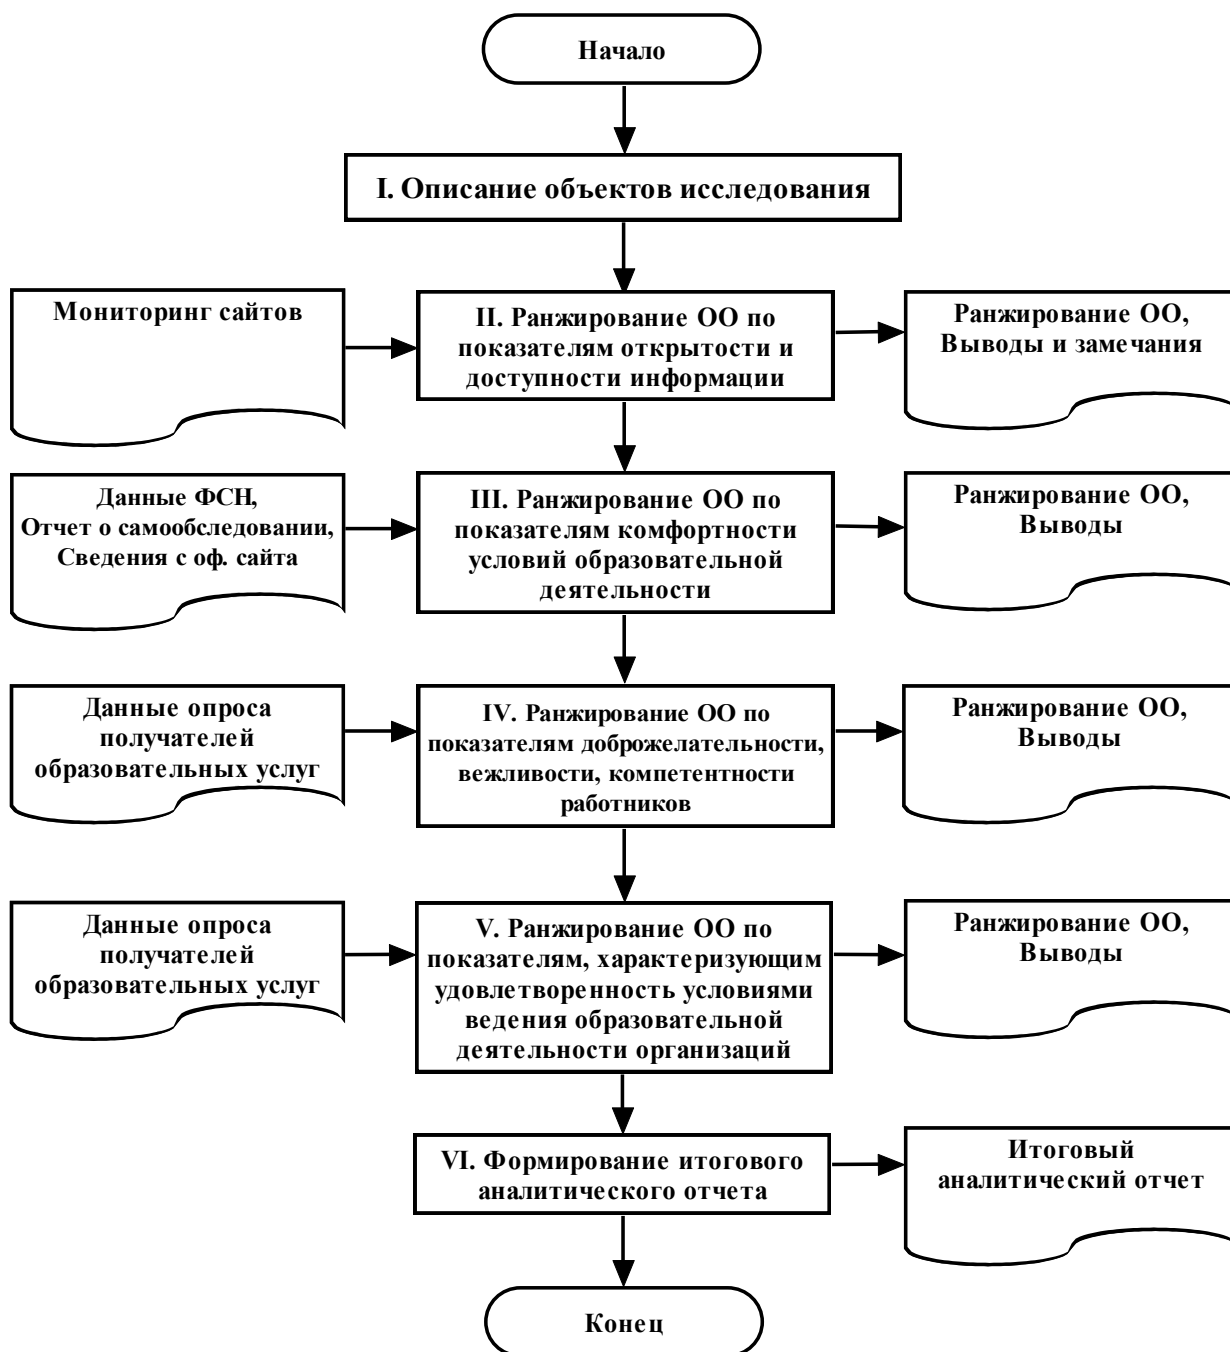 Начало
I. Описание объектов исследования
Мониторинг сайтов
II. Ранжирование ОО по
показателям открытости и
доступности информации
Ранжирование ОО,
Выводы и замечания
Данные ФСН,
Отчет о самообследовании,
Сведения с оф. сайта
III. Ранжирование ОО по
показателям комфортности
условий образовательной
деятельности
Ранжирование ОО,
Выводы
Данные опроса
получателей
образовательных услуг
IV. Ранжирование ОО по
показателям доброжелательности,
вежливости, компетентности
работников
Ранжирование ОО,
Выводы
Данные опроса
получателей
образовательных услуг
V. Ранжирование ОО по
показателям, характеризующим
удовлетворенность условиями
ведения образовательной
деятельности организаций
Ранжирование ОО,
Выводы
VI. Формирование итогового
аналитического отчета
Итоговый
аналитический отчет
Конец